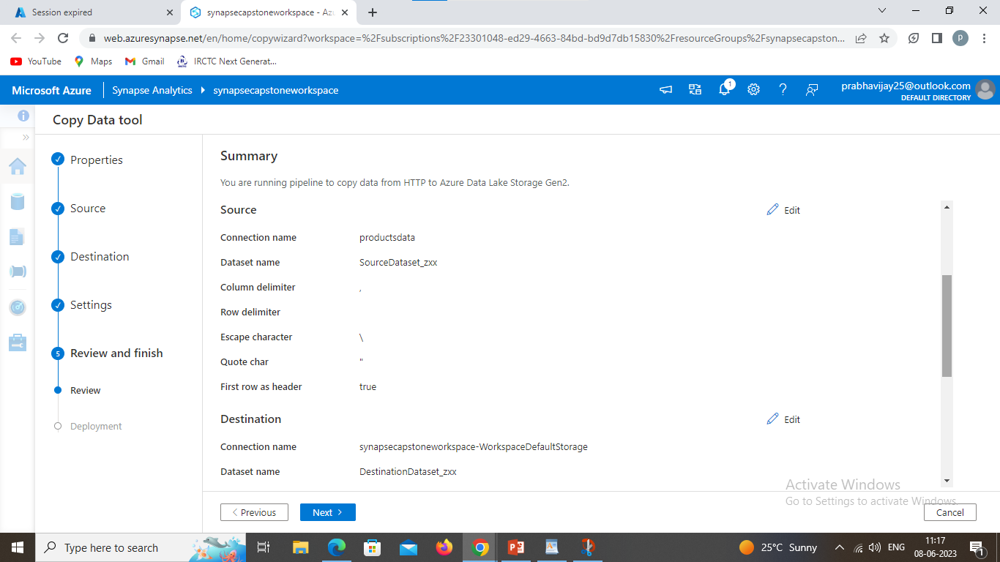 Session expired
synapsecapstoneworkspace - Azu
web.azuresynapse.net/en/home/copywizard?workspace=%2Fsubscriptions%2F23301048-ed29-4663-84bd-bd9d7db15830%2FresourceGroups%2Fsynapsecapston...
P
YouTube
Maps
Gmail
IRCTC Next Generat...
Microsoft Azure
Synapse Analytics
synapsecapstoneworkspace
1
prabhavijay25@outlook.com
DEFAULT DIRECTORY
Copy Data tool
Properties
Source
Destination
Settings
5
Review and finish
Review
Deployment
Summary
You are running pipeline to copy data from HTTP to Azure Data Lake Storage Gen2.
Source
Edit
Connection name productsdata
Dataset name SourceDataset_zxx
Column delimiter ,
Row delimiter
Escape character \
Quote char "
First row as header true
Destination
Edit
Connection name synapsecapstoneworkspace-WorkspaceDefaultStorage
Dataset name DestinationDataset_zxx
Activate Windows
Go to Settings to activate Windows.
Previous
Next
Cancel
Type here to search
25°C Sunny
ENG
11:17
08-06-2023
1